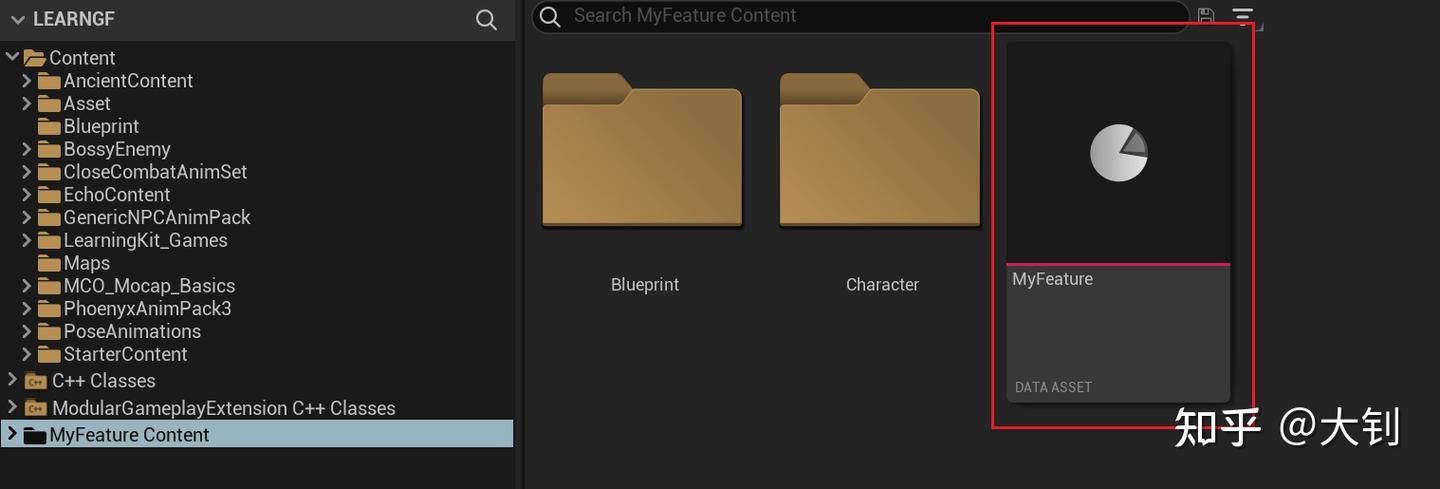 LEARNGF
Content
AncientContent
Asset
Blueprint
BossyEnemy
CloseCombatAnimSet
EchoContent
GenericNPCAnimPack
LearningKit_Games
Maps
MCO_Mocap_Basics
PhoenyxAnimPack3
PoseAnimations
StarterContent
C++ C++ Classes
C++ ModularGameplayExtension C++ Classes
MyFeature Content
Search MyFeature Content
Blueprint
Character
MyFeature
DATA ASSET
知乎 @大钊